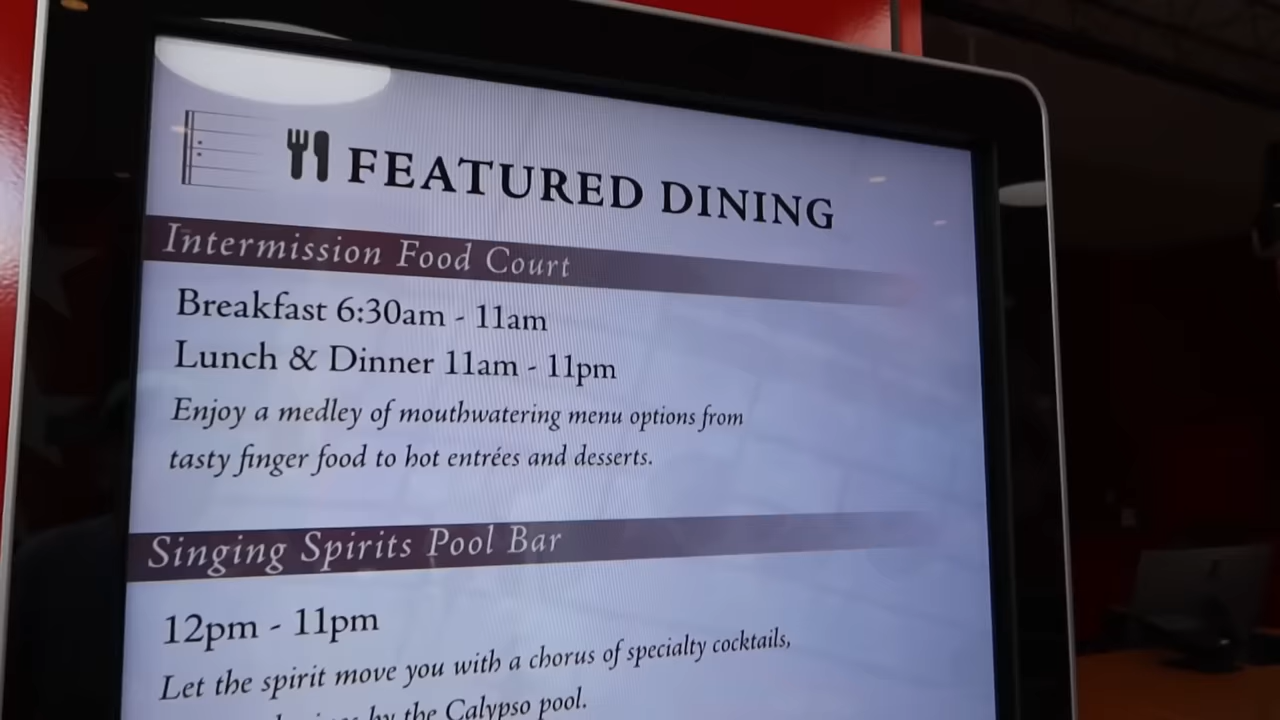 FEATURED DINING
Intermission Food Court
Breakfast 6:30am - 11am
Lunch & Dinner 11am - 11pm
Enjoy a medley of mouthwatering menu options from
tasty finger food to hot entrées and desserts.
Singing Spirits Pool Bar
12pm - 11pm
Let the spirit move you with a chorus of specialty cocktails,
by the Calypso pool.